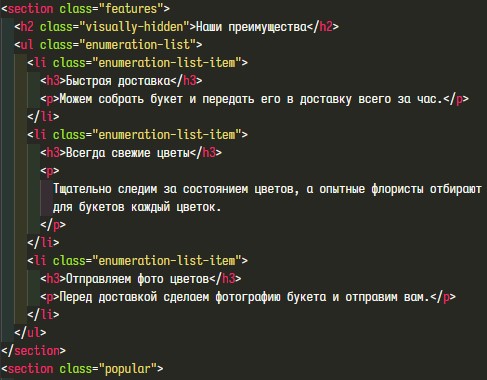 <section class="features">
<h2 class="visually-hidden">Наши преимущества</h2>
<ul class="enumeration-list">
<li class="enumeration-list-item">
<h3>Быстрая доставка</h3>
<p>Можем собрать букет и передать его в доставку всего за час.</p>
</li>
<li class="enumeration-list-item">
<h3>Всегда свежие цветы</h3>
<p>
Тщательно следим за состоянием цветов, а опытные флористы отбирают
для букетов каждый цветок.
</p>
</li>
<li class="enumeration-list-item">
<h3>Отправляем фото цветов</h3>
<p>Перед доставкой сделаем фотографию букета и отправим вам.</p>
</li>
</ul>
</section>
<section class="popular">